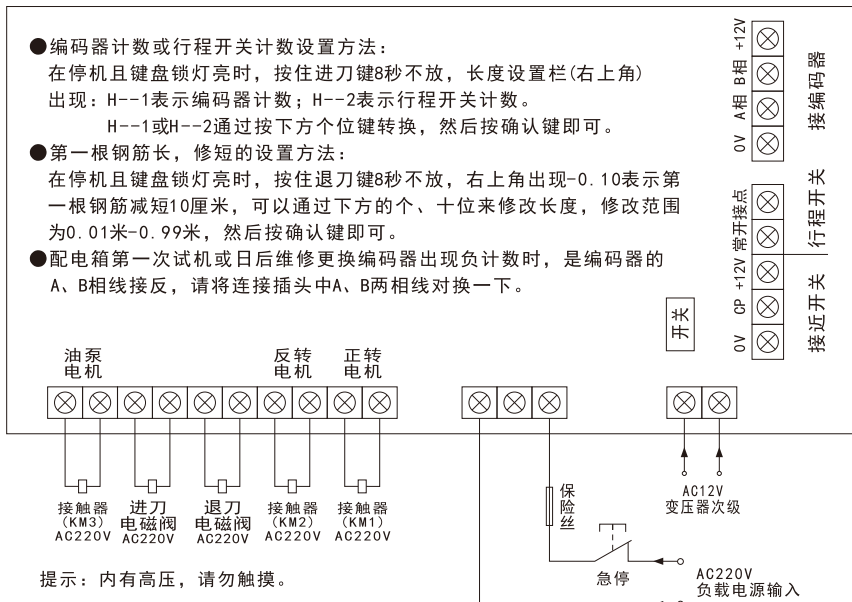 ●编码器计数或行程开关计数设置方法：
在停机且键盘锁灯亮时，按住进刀键8秒不放，长度设置栏(右上角)
出现：H--1表示编码器计数；H--2表示行程开关计数。
H--1或H--2通过按下方个位键转换，然后按确认键即可。
●第一根钢筋长，修短的设置方法：
在停机且键盘锁灯亮时，按住退刀键8秒不放，右上角出现-0.10表示第
一根钢筋减短10厘米，可以通过下方的个、十位来修改长度，修改范围
为0.01米-0.99米，然后按确认键即可。
●配电箱第一次试机或日后维修更换编码器出现负计数时，是编码器的
A、B相线接反，请将连接插头中A、B两相线对换一下。
0V A相 B相 +12V
接编码器
常开接点
行程开关
0V CP +12V
接近开关
开关
油泵
电机
反转
电机
正转
电机
接触器
(KM3)
AC220V
进刀
电磁阀
AC220V
退刀
电磁阀
AC220V
接触器
(KM2)
AC220V
接触器
(KM1)
AC220V
保险丝
AC12V
变压器次级
急停
AC220V
负载电源输入
提示：内有高压，请勿触摸。